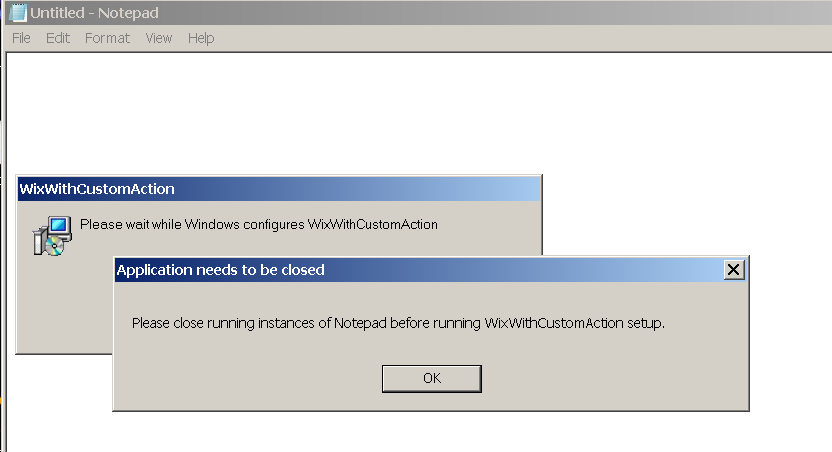 Untitled - Notepad
File Edit Format View Help
WixWithCustomAction
Please wait while Windows configures WixWithCustomAction
Application needs to be closed
Please close running instances of Notepad before running WixWithCustomAction setup.
OK